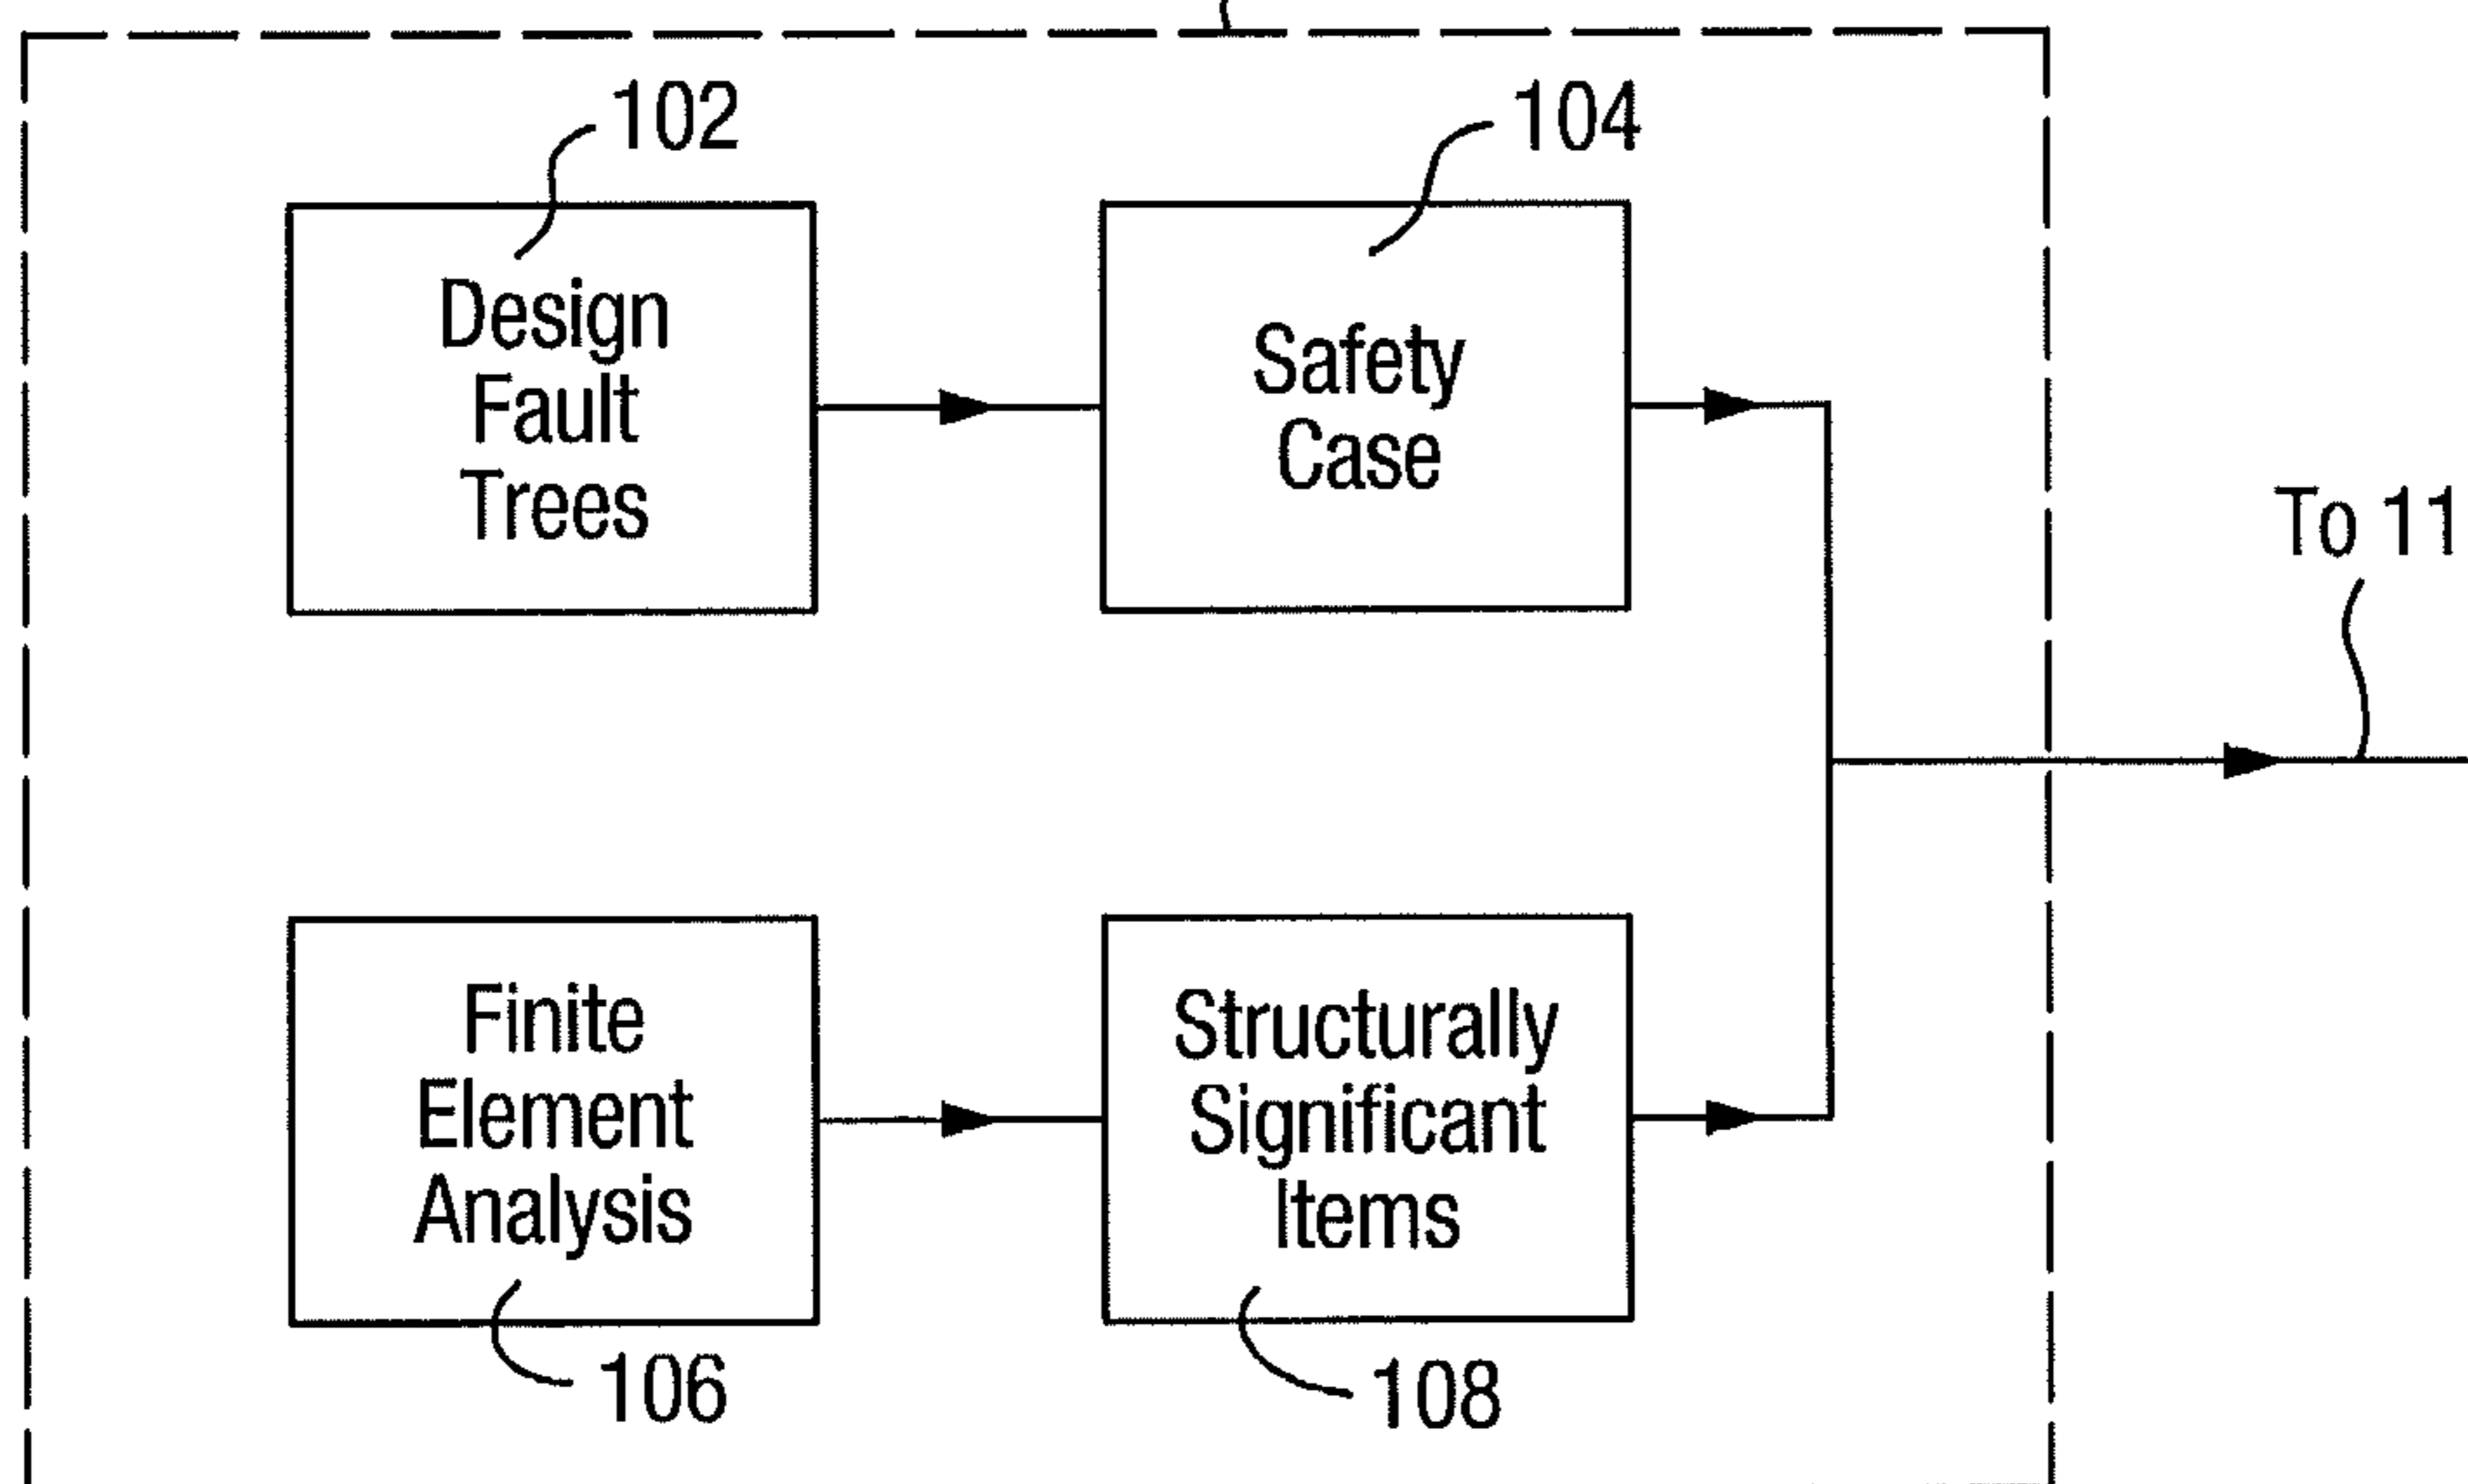 102
104
Design
Fault
Trees
Safety
Case
To 11
Finite
Element
Analysis
Structurally
Significant
Items
106
108